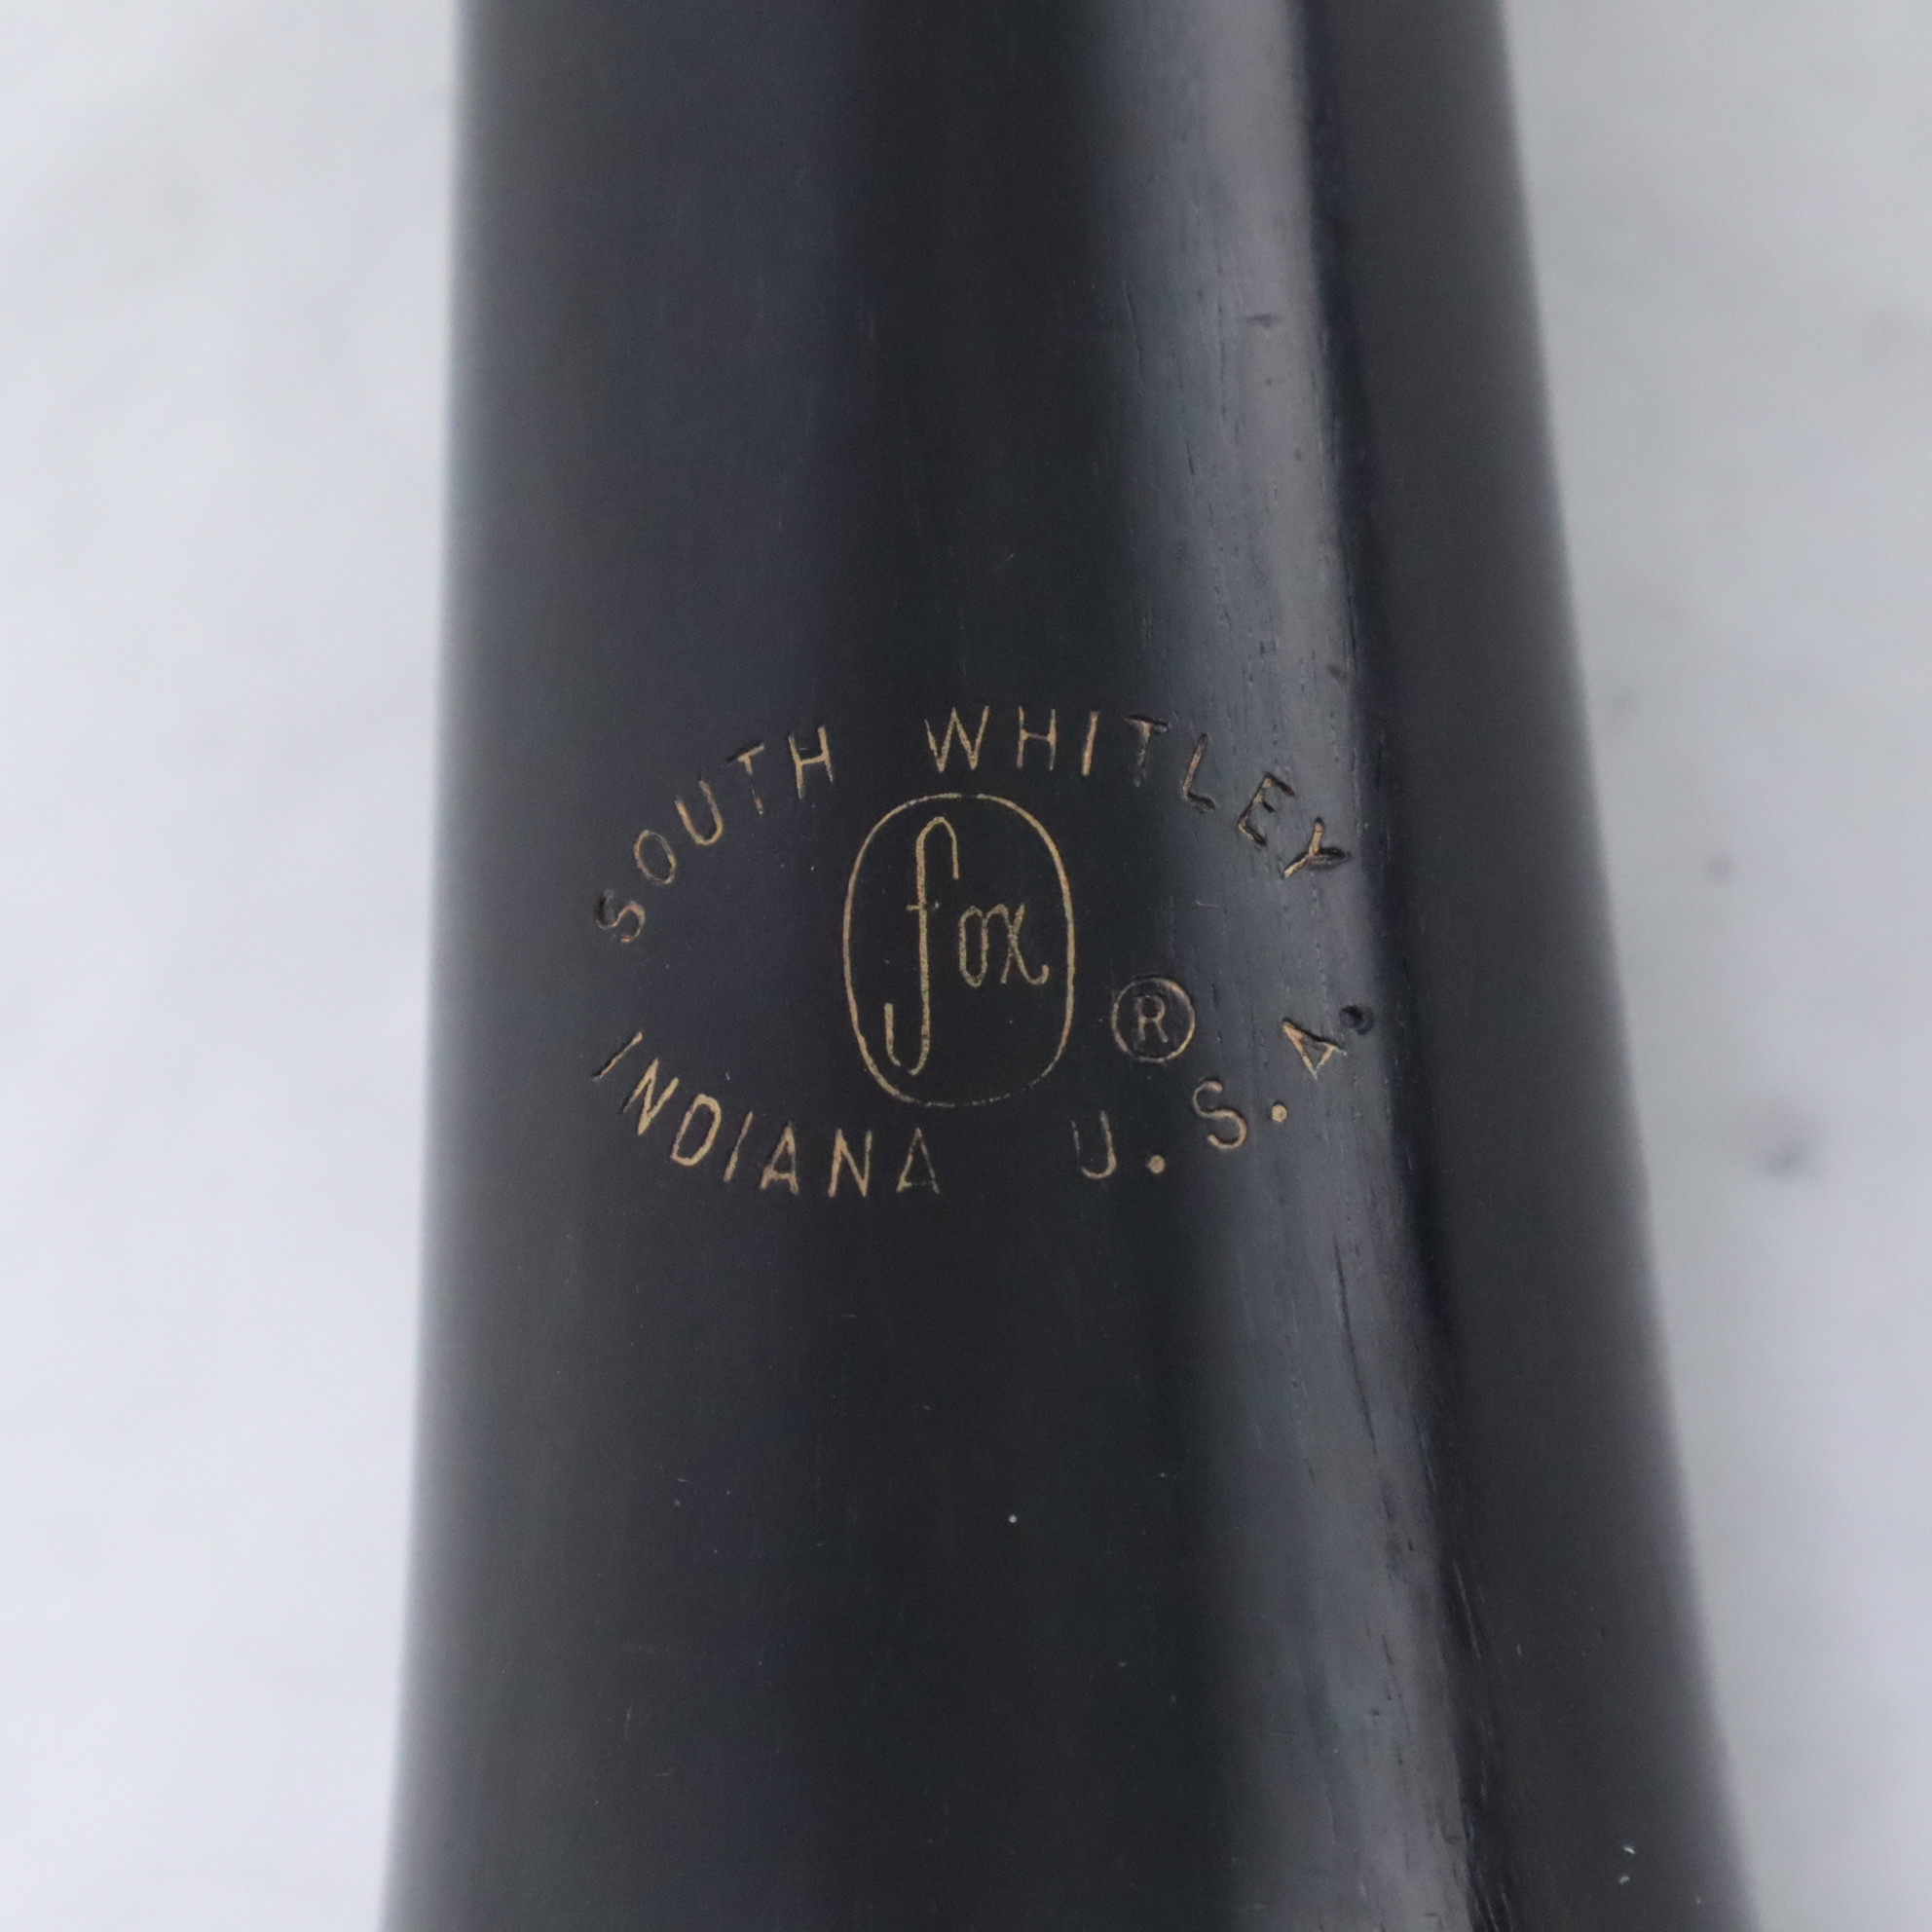 SOUTH WHITLEY
fox
®
INDIANA U.S.A.